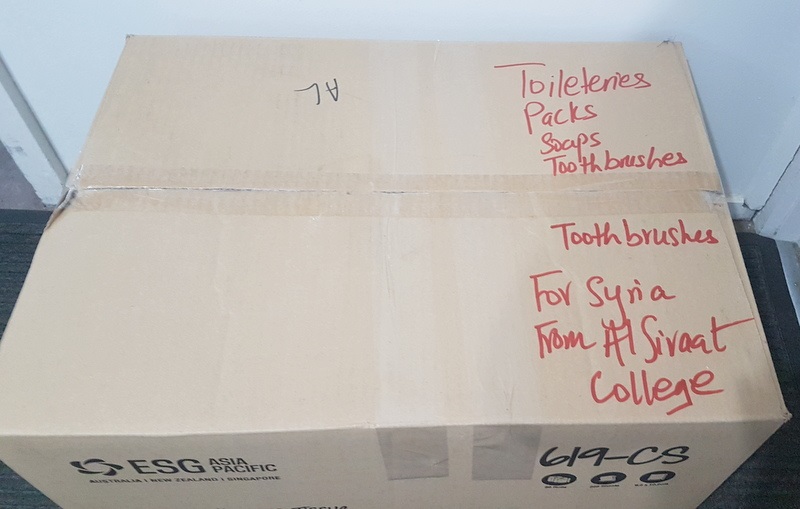 AL
Toileteries
Packs
Soaps
Toothbrushes
Toothbrushes
For Syria
From Al Siraat
College
ESG ASIA PACIFIC
AUSTRALIA | NEW ZEALAND | SINGAPORE
619-CS